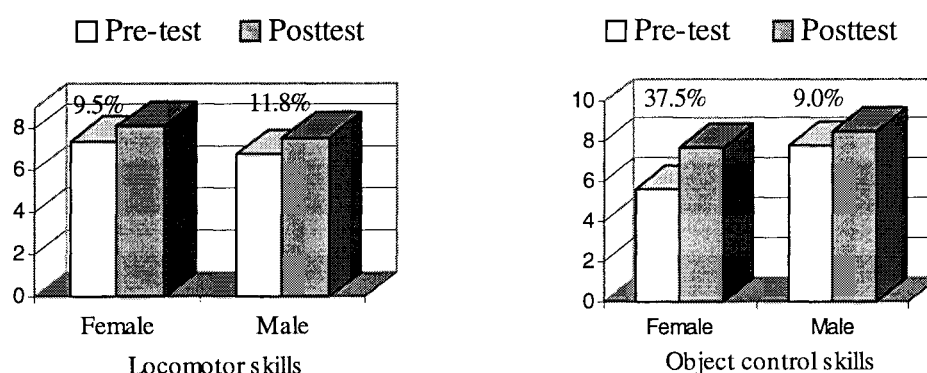 Pre-test Posttest
9.5% 11.8%
8
6
4
2
0
Female Male
Locomotor skills
Pre-test Posttest
37.5% 9.0%
10
8
6
4
2
0
Female Male
Object control skills